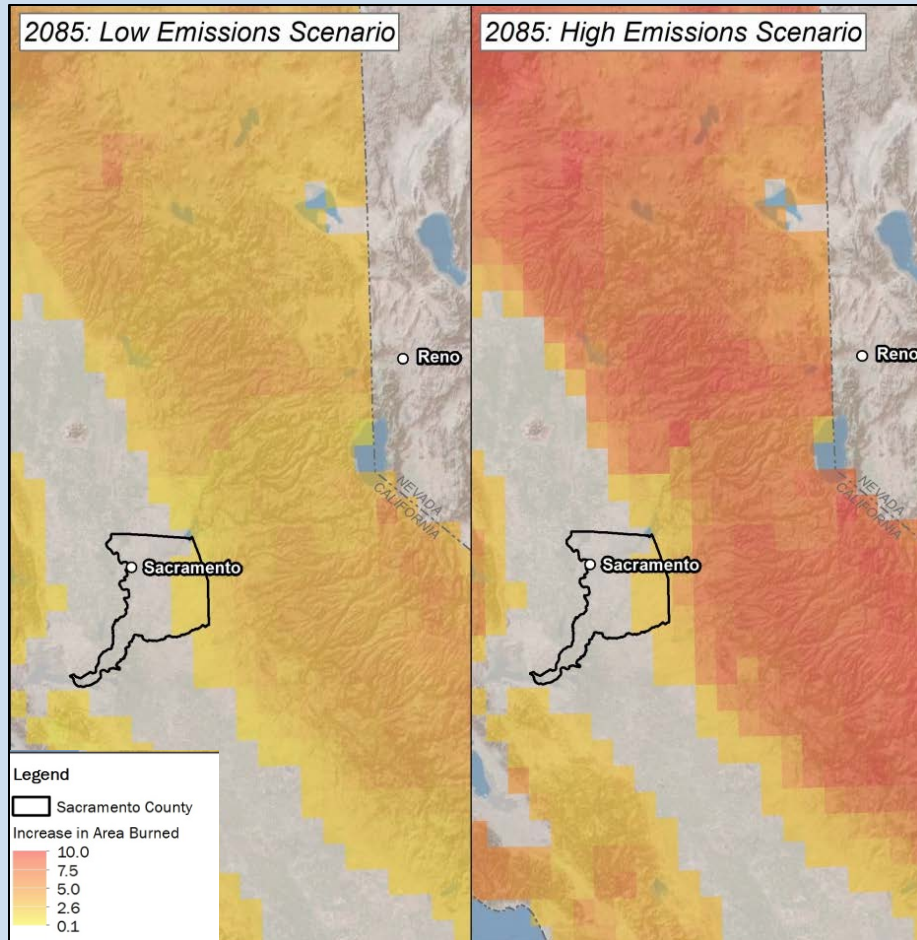 2085: Low Emissions Scenario
Reno
NEVADA
CALIFORNIA
Sacramento
Legend
Sacramento County
Increase in Area Burned
10.0
7.5
5.0
2.6
0.1
2085: High Emissions Scenario
Reno
NEVADA
CALIFORNIA
Sacramento